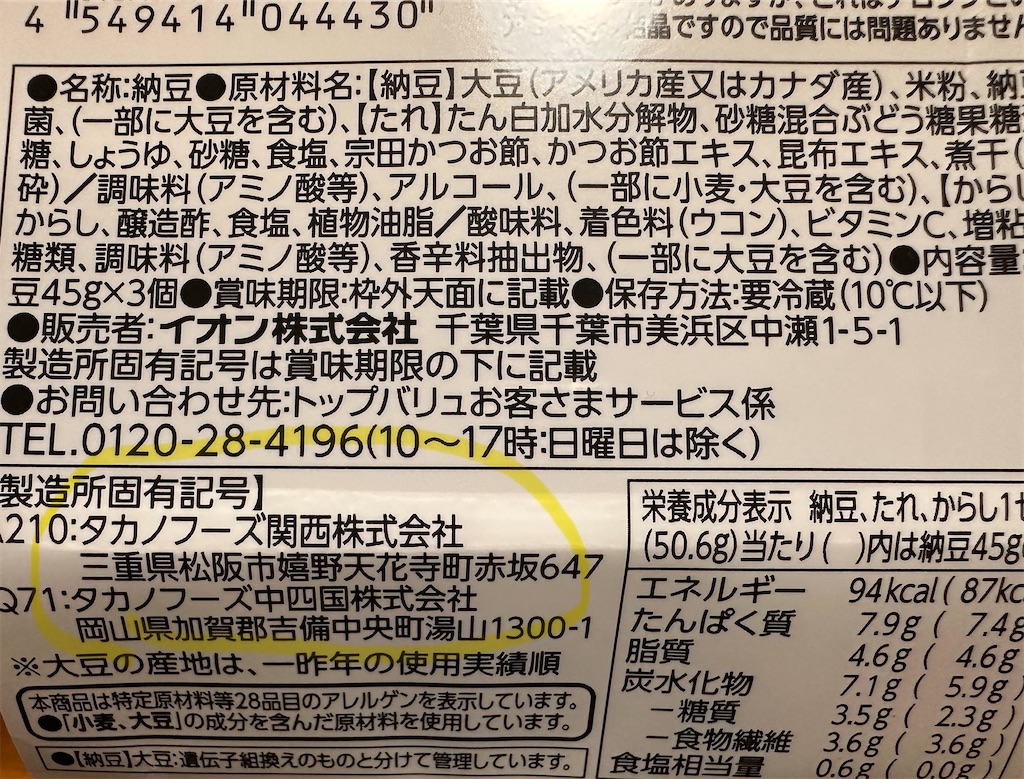 4 549414 044430
結晶ですので品質には問題ありません
●名称:納豆●原材料名:【納豆】大豆(アメリカ産又はカナダ産)、米粉、納豆
菌、(一部に大豆を含む)、【たれ】たん白加水分解物、砂糖混合ぶどう糖果糖
糖、しょうゆ、砂糖、食塩、宗田かつお節、かつお節エキス、昆布エキス、煮干(
砕)/調味料(アミノ酸等)、アルコール、(一部に小麦・大豆を含む)、【からし
からし、醸造酢、食塩、植物油脂/酸味料、着色料(ウコン)、ビタミンC、増粘
糖類、調味料(アミノ酸等)、香辛料抽出物、(一部に大豆を含む)●内容量
豆45g×3個●賞味期限:枠外天面に記載●保存方法:要冷蔵(10℃以下)
●販売者:イオン株式会社 千葉県千葉市美浜区中瀬1-5-1
製造所固有記号は賞味期限の下に記載
●お問い合わせ先:トップバリュお客さまサービス係
TEL.0120-28-4196(10〜17時:日曜日は除く)
製造所固有記号】
A210:タカノフーズ関西株式会社
三重県松阪市嬉野天花寺町赤坂647
Q71:タカノフーズ中四国株式会社
岡山県加賀郡吉備中央町湯山1300-1
※大豆の産地は、一昨年の使用実績順
本商品は特定原材料等28品目のアレルゲンを表示しています。
●「小麦、大豆」の成分を含んだ原材料を使用しています。
●【納豆】大豆:遺伝子組換えのものと分けて管理しています。
栄養成分表示 納豆、たれ、からし1セ
(50.6g)当たり( )内は納豆45g
エネルギー 94kcal( 87kc
たんぱく質 7.9g( 7.4g
脂質 4.6g( 4.6g
炭水化物 7.1g( 5.9g
－糖質 3.5g( 2.3g)
－食物繊維 3.6g( 3.6g)
食塩相当量 0.6g( 0.0g)